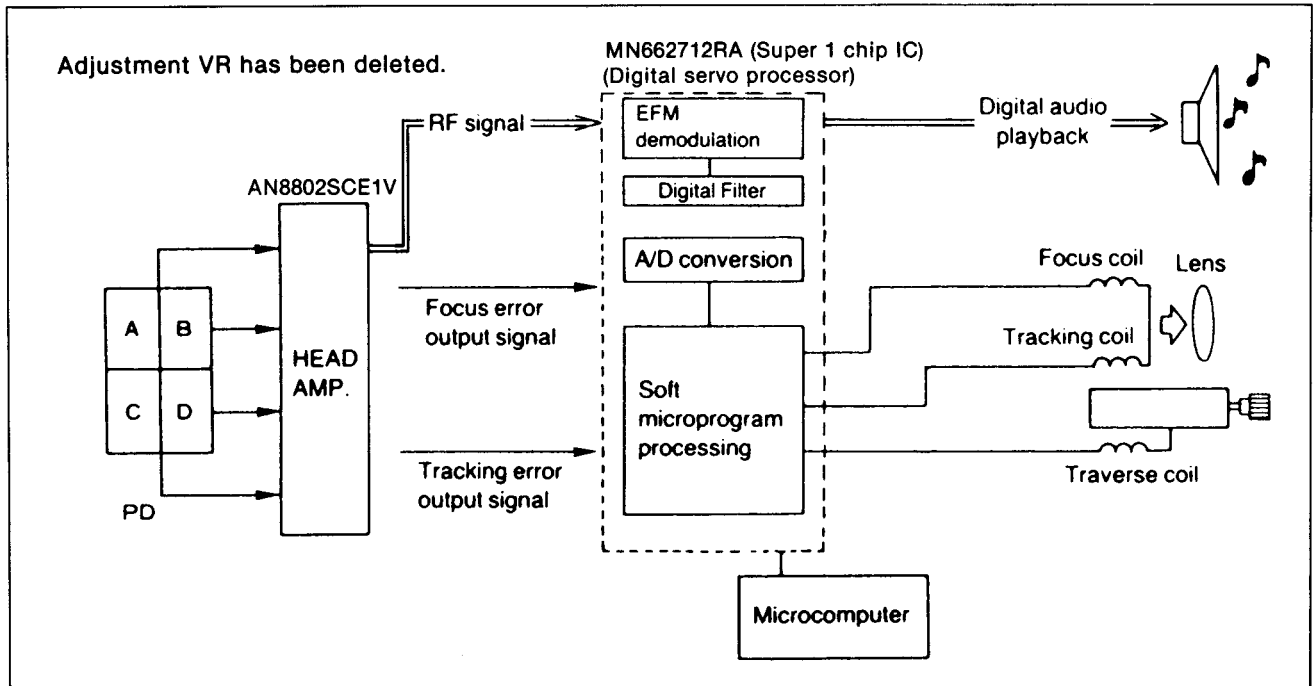 Adjustment VR has been deleted.
MN662712RA (Super 1 chip IC)
(Digital servo processor)
RF signal
EFM
demodulation
Digital audio
playback
AN8802SCE1V
Digital Filter
A/D conversion
Focus coil
Lens
Focus error
output signal
A
B
HEAD
AMP.
Tracking coil
C
D
Soft
microprogram
processing
Tracking error
output signal
Traverse coil
PD
Microcomputer